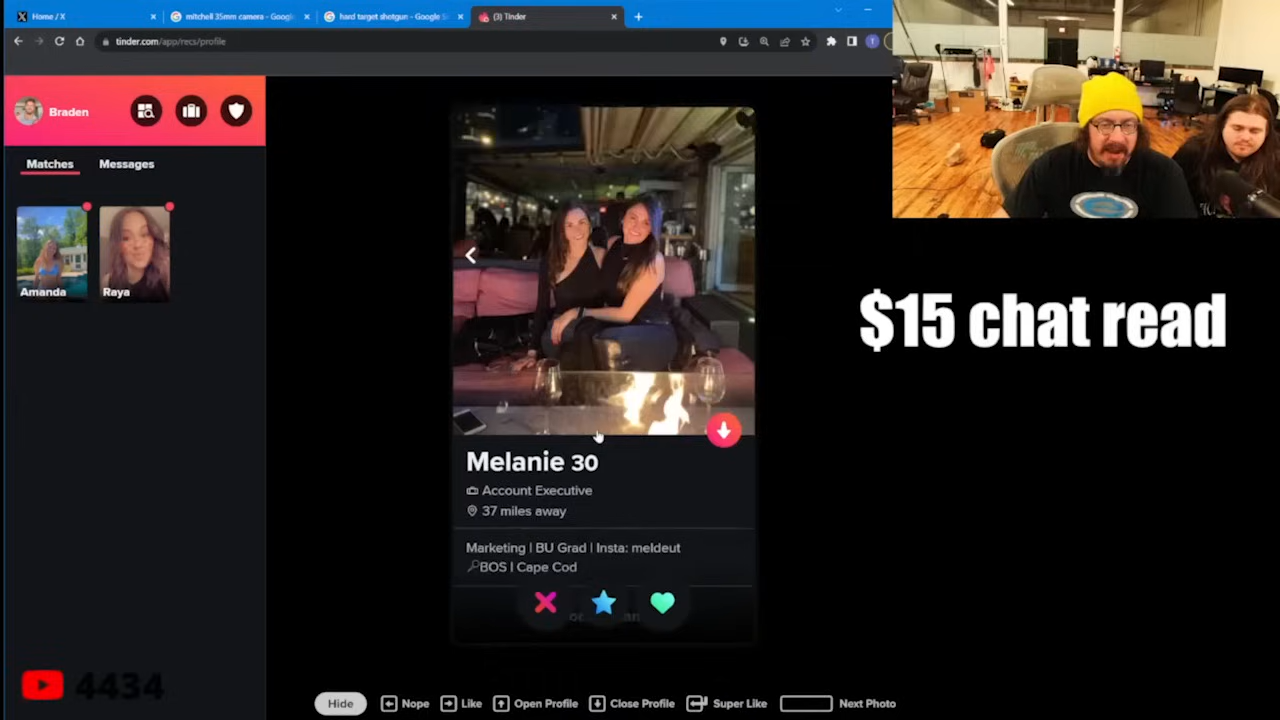 Home / X
mitchell 35mm camera - Googl
hard target shotgun - Google S
(3) Tinder
tinder.com/app/recs/profile
T
Braden
Matches
Messages
Amanda
Raya
$15 chat read
Melanie 30
Account Executive
37 miles away
Marketing | BU Grad | Insta: meldeut
BOS | Cape Cod
4434
Hide
Nope
Like
Open Profile
Close Profile
Super Like
Next Photo